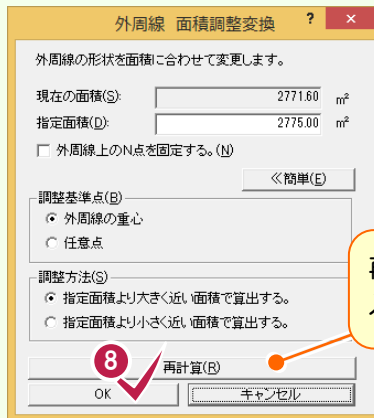 外周線 面積調整変換 ? ×
外周線の形状を面積に合わせて変更します。
現在の面積(S): 2771.60 m²
指定面積(D): 2775.00 m²
外周線上のN点を固定する。(N)
≪簡単(E)
調整基準点(B)
外周線の重心
任意点
調整方法(S)
指定面積より大きく近い面積で算出する。
指定面積より小さく近い面積で算出する。
8 再計算(R)
OK キャンセル